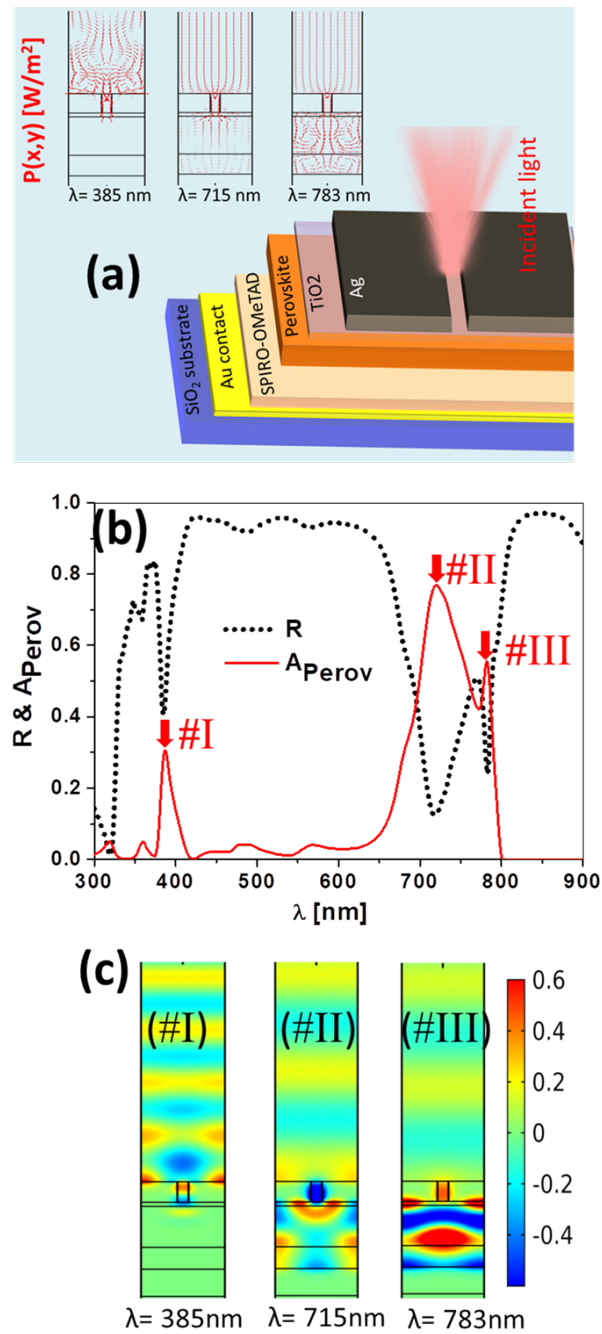 P(x,y) [W/m²]
λ= 385 nm λ= 715 nm λ= 783 nm
(a)
Incident light
SiO₂ substrate
Au contact
SPIRO-OMeTAD
Perovskite
TiO2
Ag
(b)
R & A_Perov
1.0
0.8
0.6
0.4
0.2
0.0
R
A_Perov
#I
#II
#III
300 400 500 600 700 800 900
λ [nm]
(c)
(#I) (#II) (#III)
0.6
0.4
0.2
0
-0.2
-0.4
λ= 385nm λ= 715nm λ= 783nm